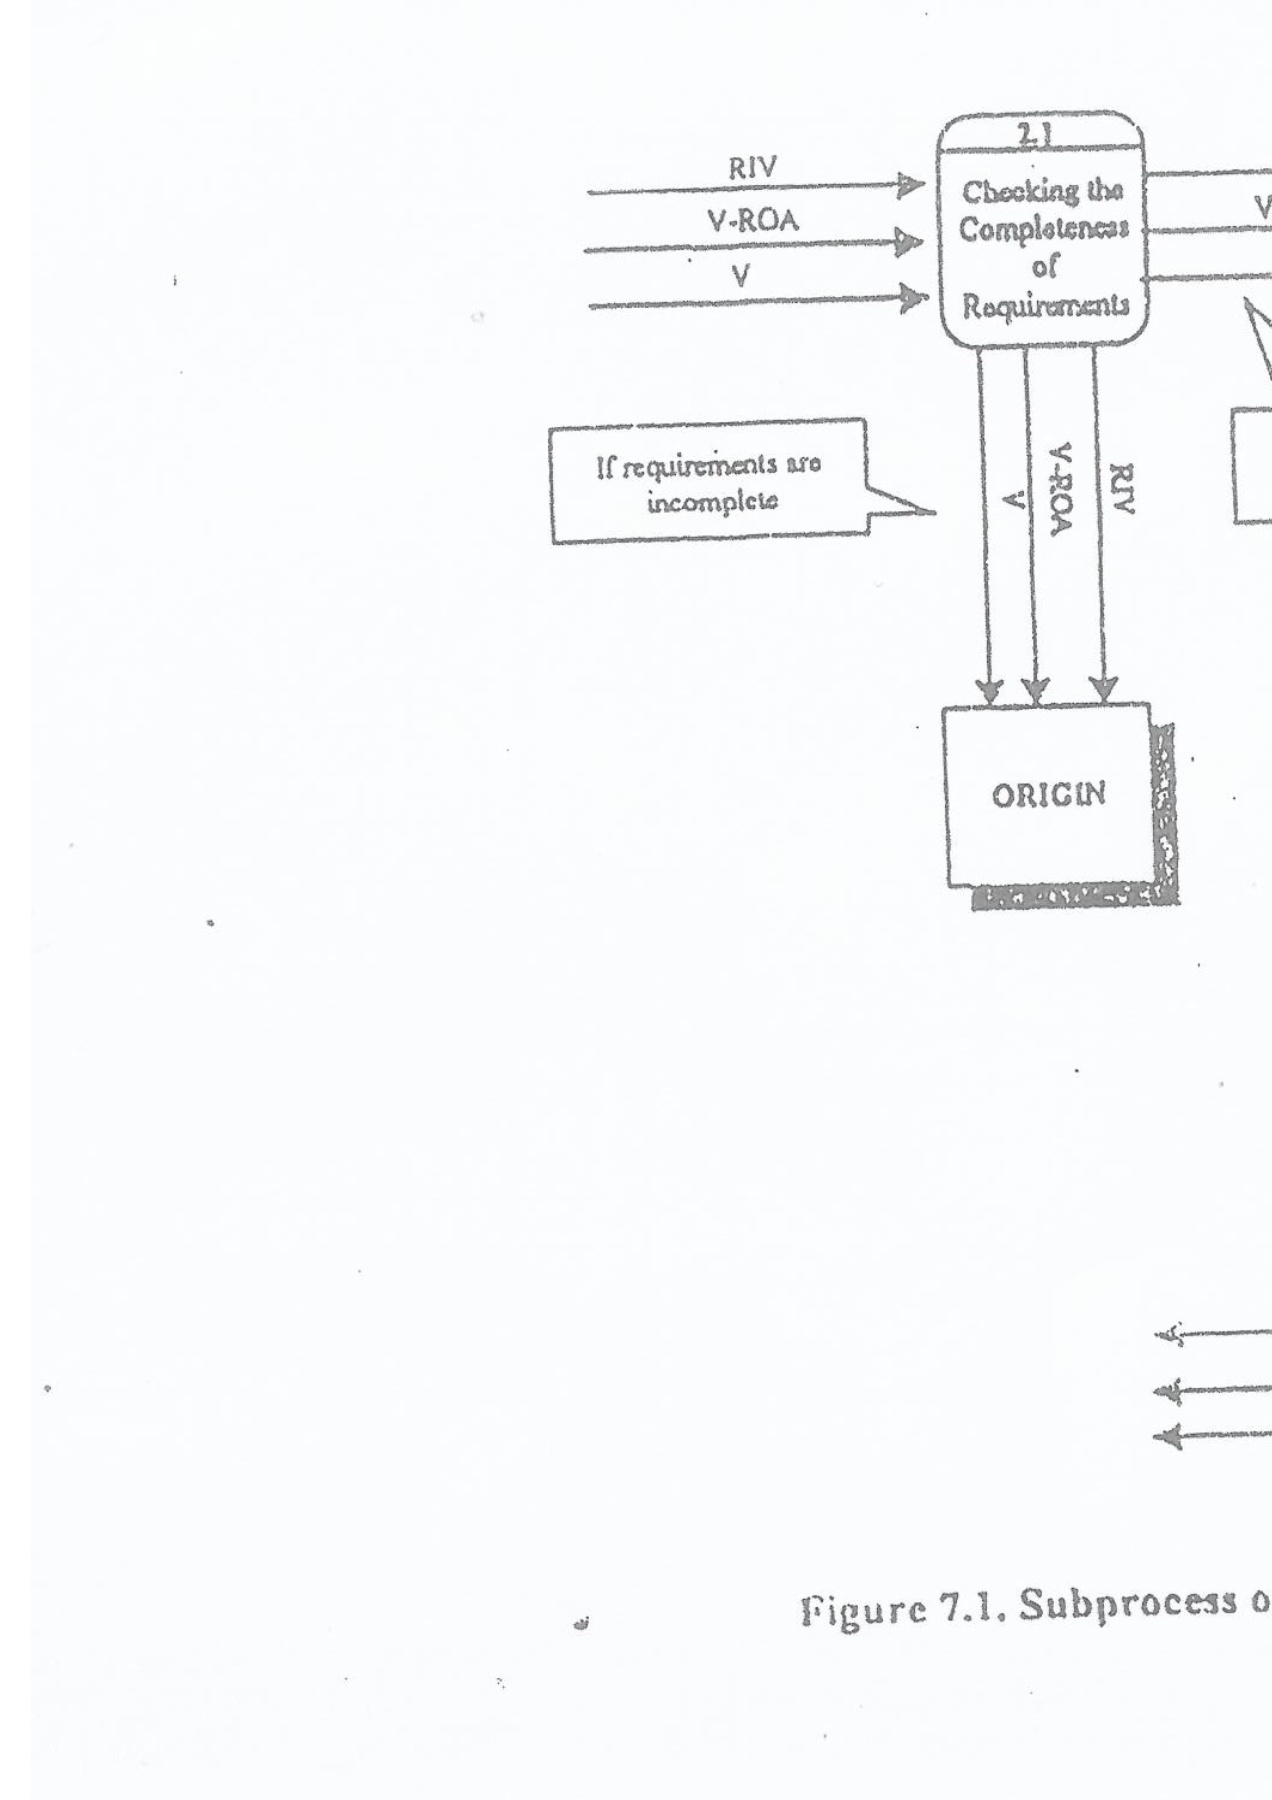 2.1
RIV
Checking the
V-ROA
V
Completeness
of
V
Requirements
If requirements are
incomplete
V
V-ROA
RIV
ORIGIN
Figure 7.1. Subprocess o